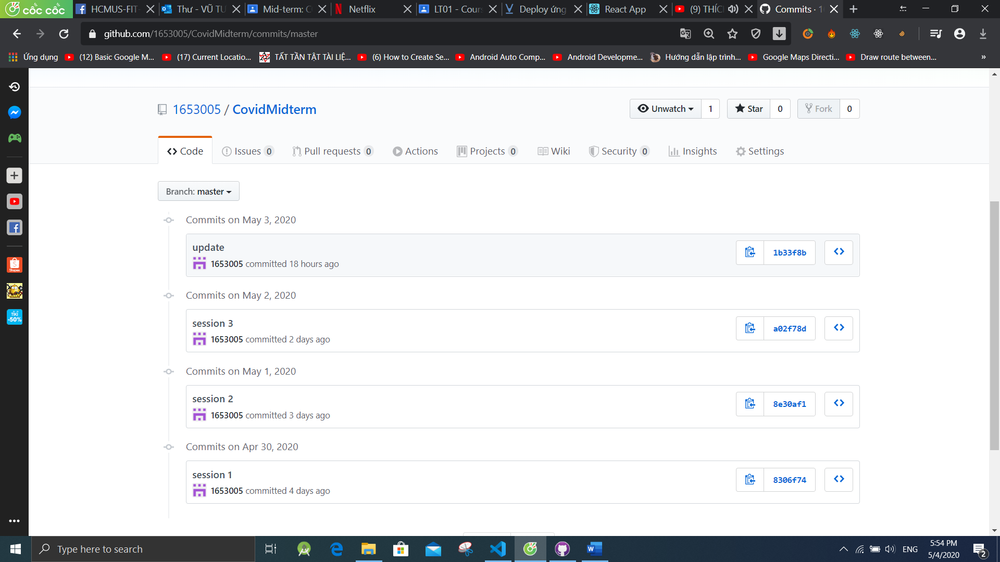 cốc cốc
HCMUS-FIT-
Thư - VŨ TU
Mid-term: C
Netflix
LT01 - Cours
Deploy ứng
React App
(9) THÍC
Commits · 1
github.com/1653005/CovidMidterm/commits/master
Ứng dụng
(12) Basic Google M...
(17) Current Locatio...
TẤT TẦN TẬT TÀI LIỆ...
(6) How to Create Se...
Android Auto Comp...
Android Developme...
Hướng dẫn lập trình...
Google Maps Directi...
Draw route between...
»
1653005 / CovidMidterm
Unwatch 1
Star 0
Fork 0
Code
Issues 0
Pull requests 0
Actions
Projects 0
Wiki
Security 0
Insights
Settings
Branch: master
Commits on May 3, 2020
update
1b33f8b
1653005 committed 18 hours ago
Commits on May 2, 2020
session 3
a02f78d
1653005 committed 2 days ago
Commits on May 1, 2020
session 2
8e30af1
1653005 committed 3 days ago
Commits on Apr 30, 2020
session 1
8306f74
1653005 committed 4 days ago
Shopee
TIKI
-50%
Type here to search
ENG
5:54 PM
5/4/2020
2